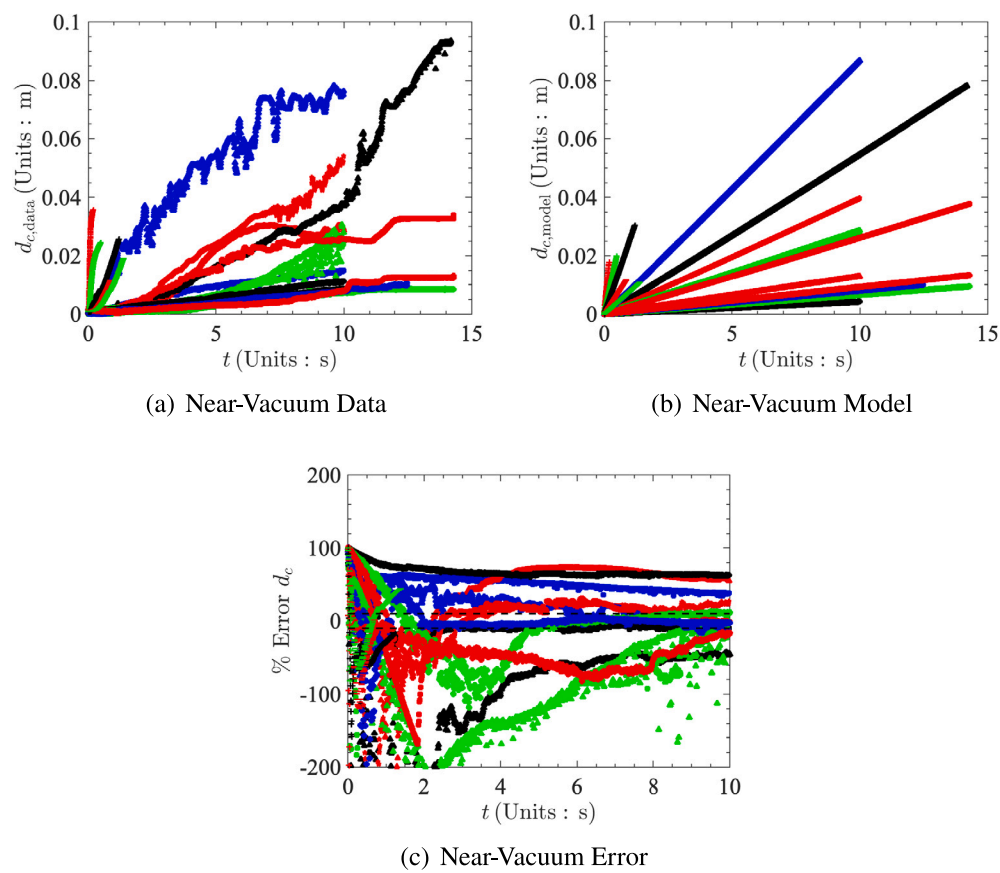 0.1
0.1
0.08
0.08
0.06
0.06
0.04
0.04
0.02
0.02
0
0
0 5 10 15
0 5 10 15
d_{c,data} (Units : m)
d_{c,model} (Units : m)
t (Units : s)
t (Units : s)
(a) Near-Vacuum Data
(b) Near-Vacuum Model
200
100
0
-100
-200
% Error d_c
0 2 4 6 8 10
t (Units : s)
(c) Near-Vacuum Error